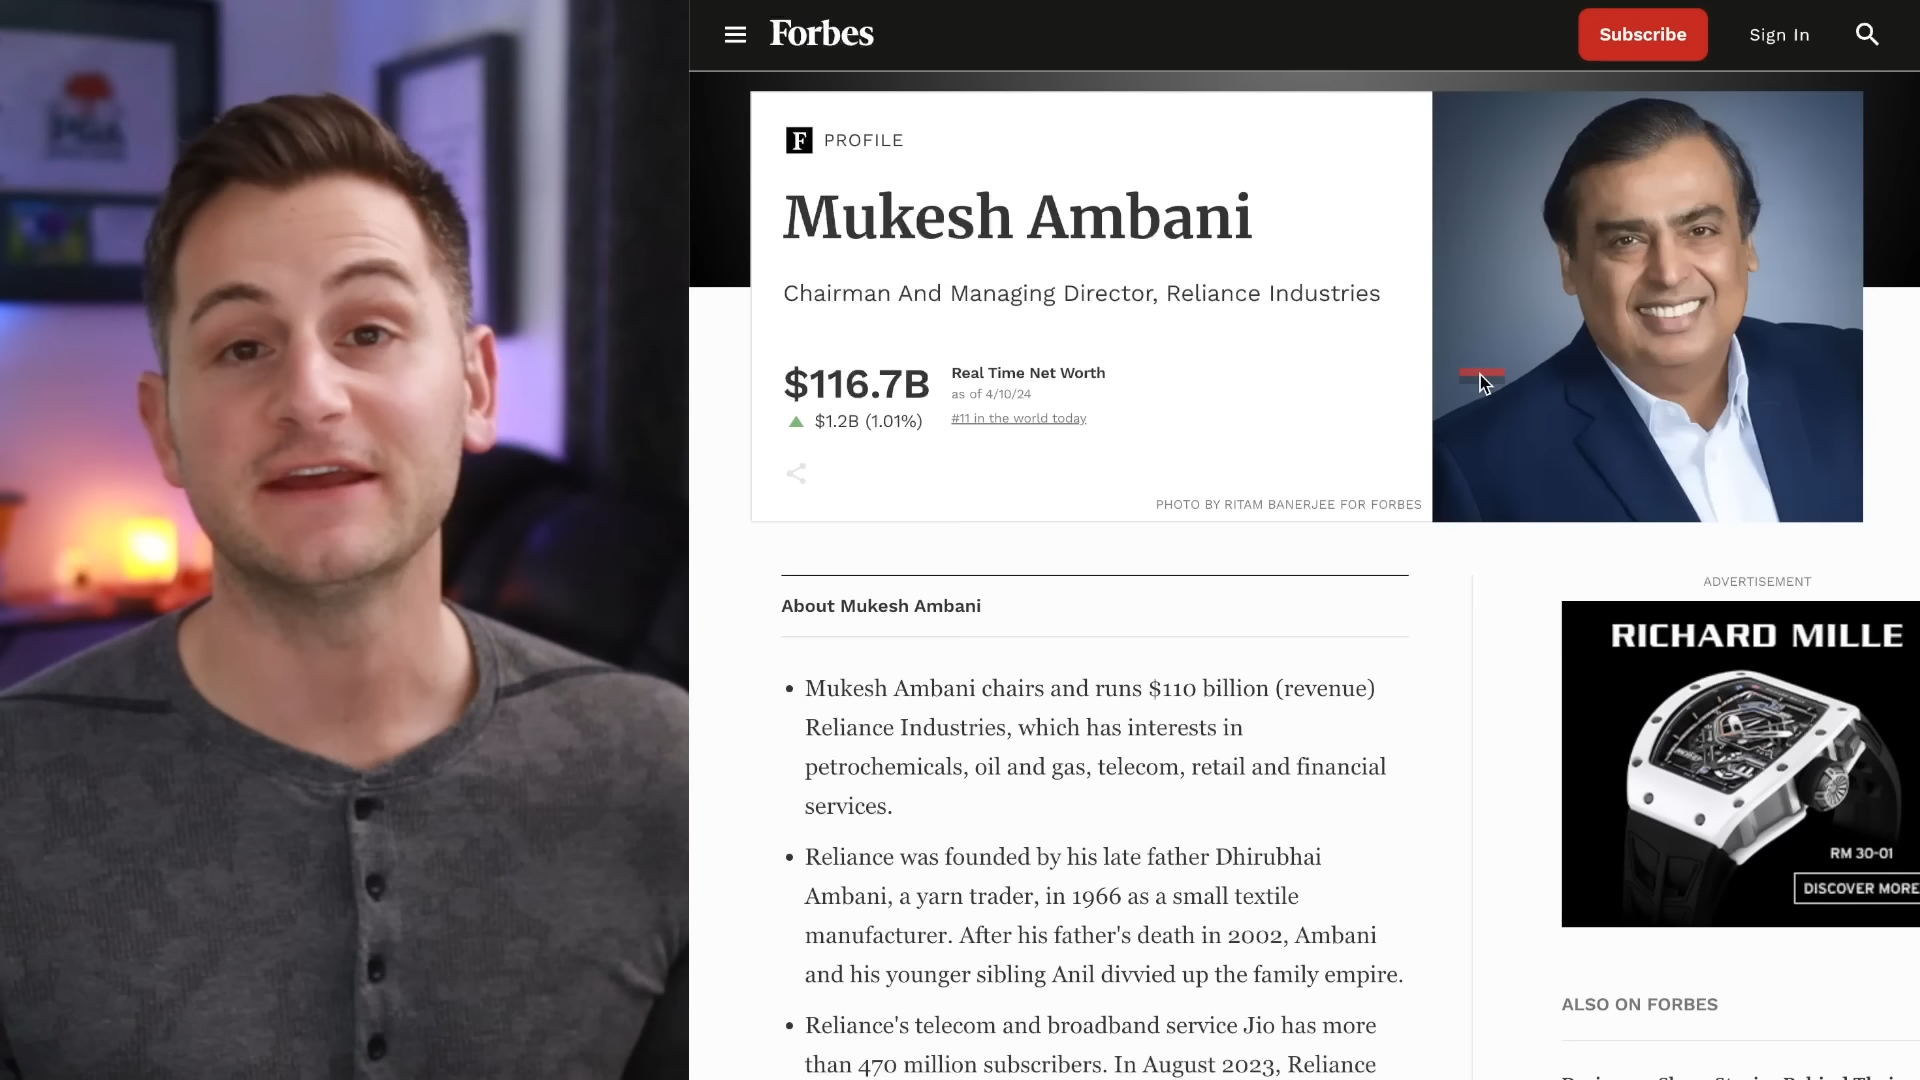 PGA
Forbes
Subscribe
Sign In
F PROFILE
Mukesh Ambani
Chairman And Managing Director, Reliance Industries
$116.7B
Real Time Net Worth
as of 4/10/24
$1.2B (1.01%)
#11 in the world today
PHOTO BY RITAM BANERJEE FOR FORBES
About Mukesh Ambani
• Mukesh Ambani chairs and runs $110 billion (revenue)
Reliance Industries, which has interests in
petrochemicals, oil and gas, telecom, retail and financial
services.
• Reliance was founded by his late father Dhirubhai
Ambani, a yarn trader, in 1966 as a small textile
manufacturer. After his father's death in 2002, Ambani
and his younger sibling Anil divvied up the family empire.
• Reliance's telecom and broadband service Jio has more
than 470 million subscribers. In August 2023, Reliance
ADVERTISEMENT
RICHARD MILLE
RM 30-01
DISCOVER MORE
ALSO ON FORBES